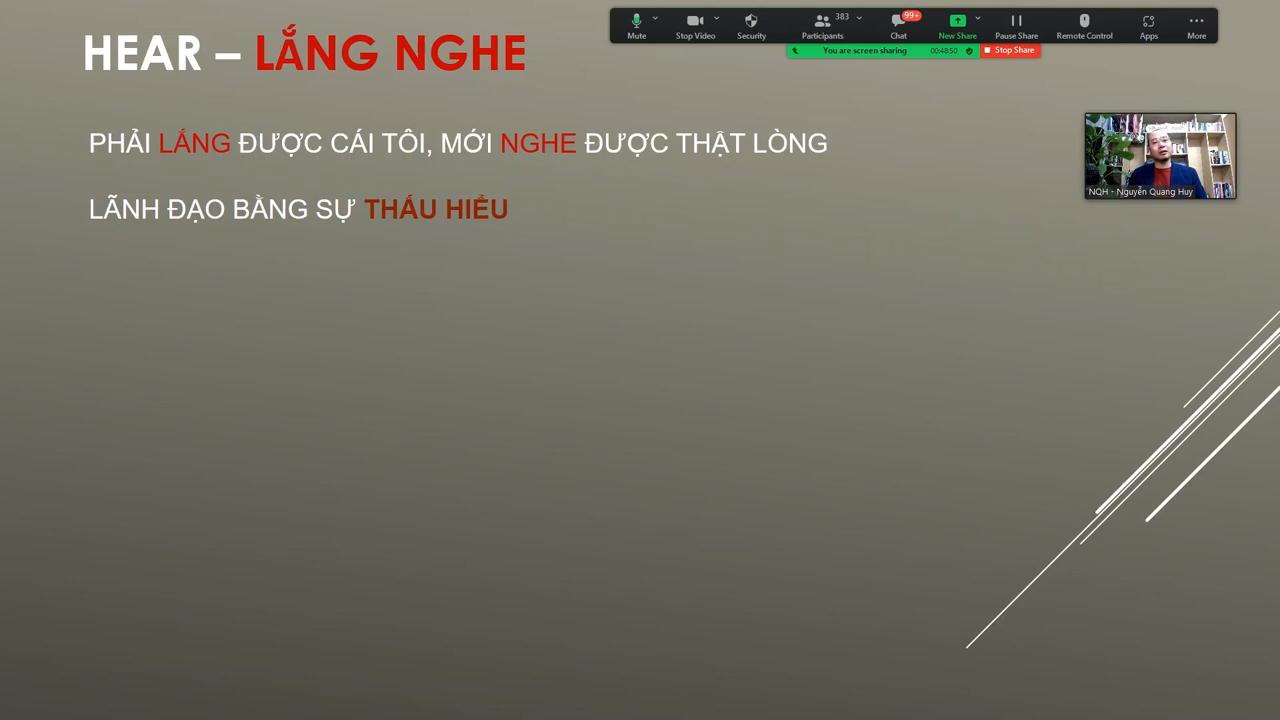 HEAR – LẮNG NGHE
PHẢI LẮNG ĐƯỢC CÁI TÔI, MỚI NGHE ĐƯỢC THẬT LÒNG
LÃNH ĐẠO BẰNG SỰ THẤU HIỂU
383
99+
Mute
Stop Video
Security
Participants
Chat
New Share
Pause Share
Remote Control
Apps
More
You are screen sharing
00:48:50
Stop Share
NQH - Nguyễn Quang Huy